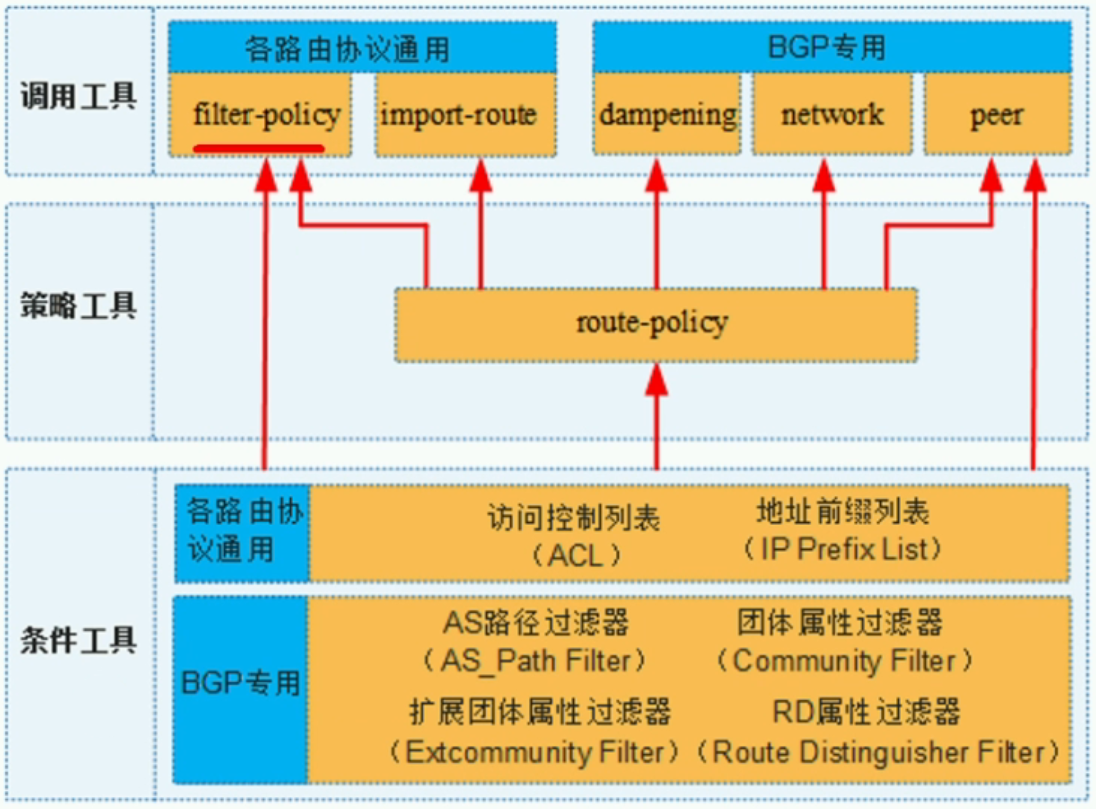 调用工具
各路由协议通用
BGP专用
filter-policy
import-route
dampening
network
peer
策略工具
route-policy
条件工具
各路由协
议通用
访问控制列表
（ACL）
地址前缀列表
（IP Prefix List）
BGP专用
AS路径过滤器
（AS_Path Filter）
团体属性过滤器
（Community Filter）
扩展团体属性过滤器
（Extcommunity Filter）
RD属性过滤器
（Route Distinguisher Filter）